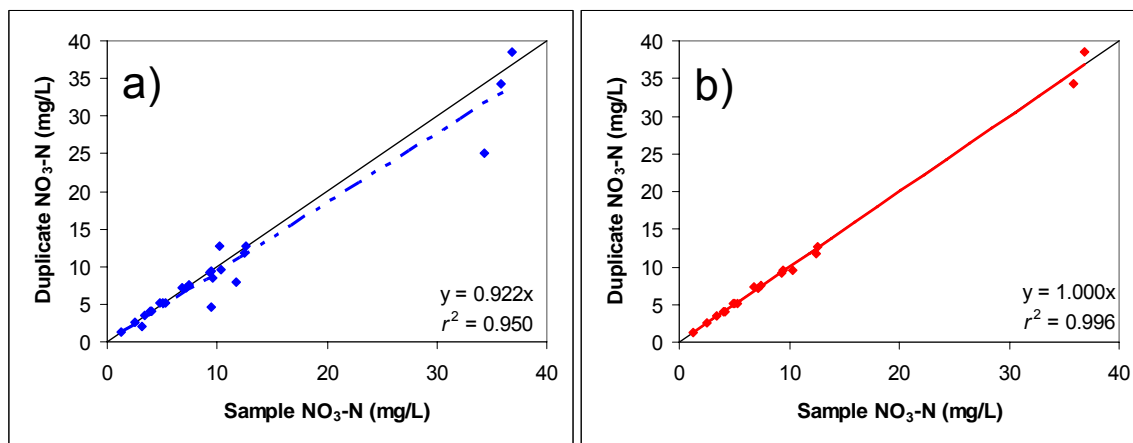 a)
Duplicate NO₃-N (mg/L)
40
35
30
25
20
15
10
5
0
y = 0.922x
r² = 0.950
0 10 20 30 40
Sample NO₃-N (mg/L)
b)
Duplicate NO₃-N (mg/L)
40
35
30
25
20
15
10
5
0
y = 1.000x
r² = 0.996
0 10 20 30 40
Sample NO₃-N (mg/L)